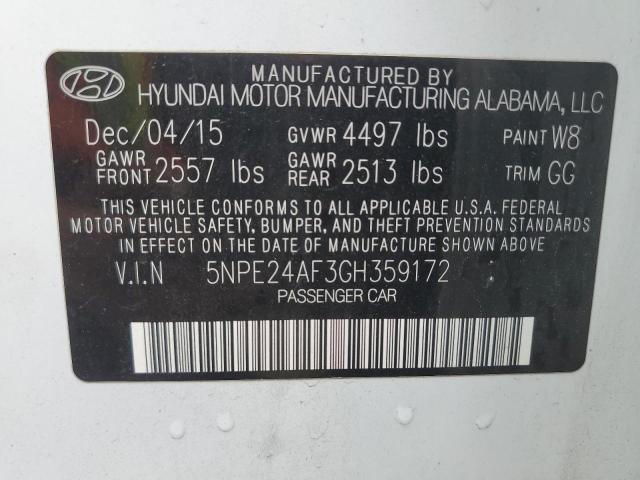 MANUFACTURED BY
HYUNDAI MOTOR MANUFACTURING ALABAMA, LLC
Dec/04/15 GVWR 4497 lbs PAINT W8
GAWR FRONT 2557 lbs GAWR REAR 2513 lbs TRIM GG
THIS VEHICLE CONFORMS TO ALL APPLICABLE U.S.A. FEDERAL
MOTOR VEHICLE SAFETY, BUMPER, AND THEFT PREVENTION STANDARDS
IN EFFECT ON THE DATE OF MANUFACTURE SHOWN ABOVE
V.I.N 5NPE24AF3GH359172
PASSENGER CAR